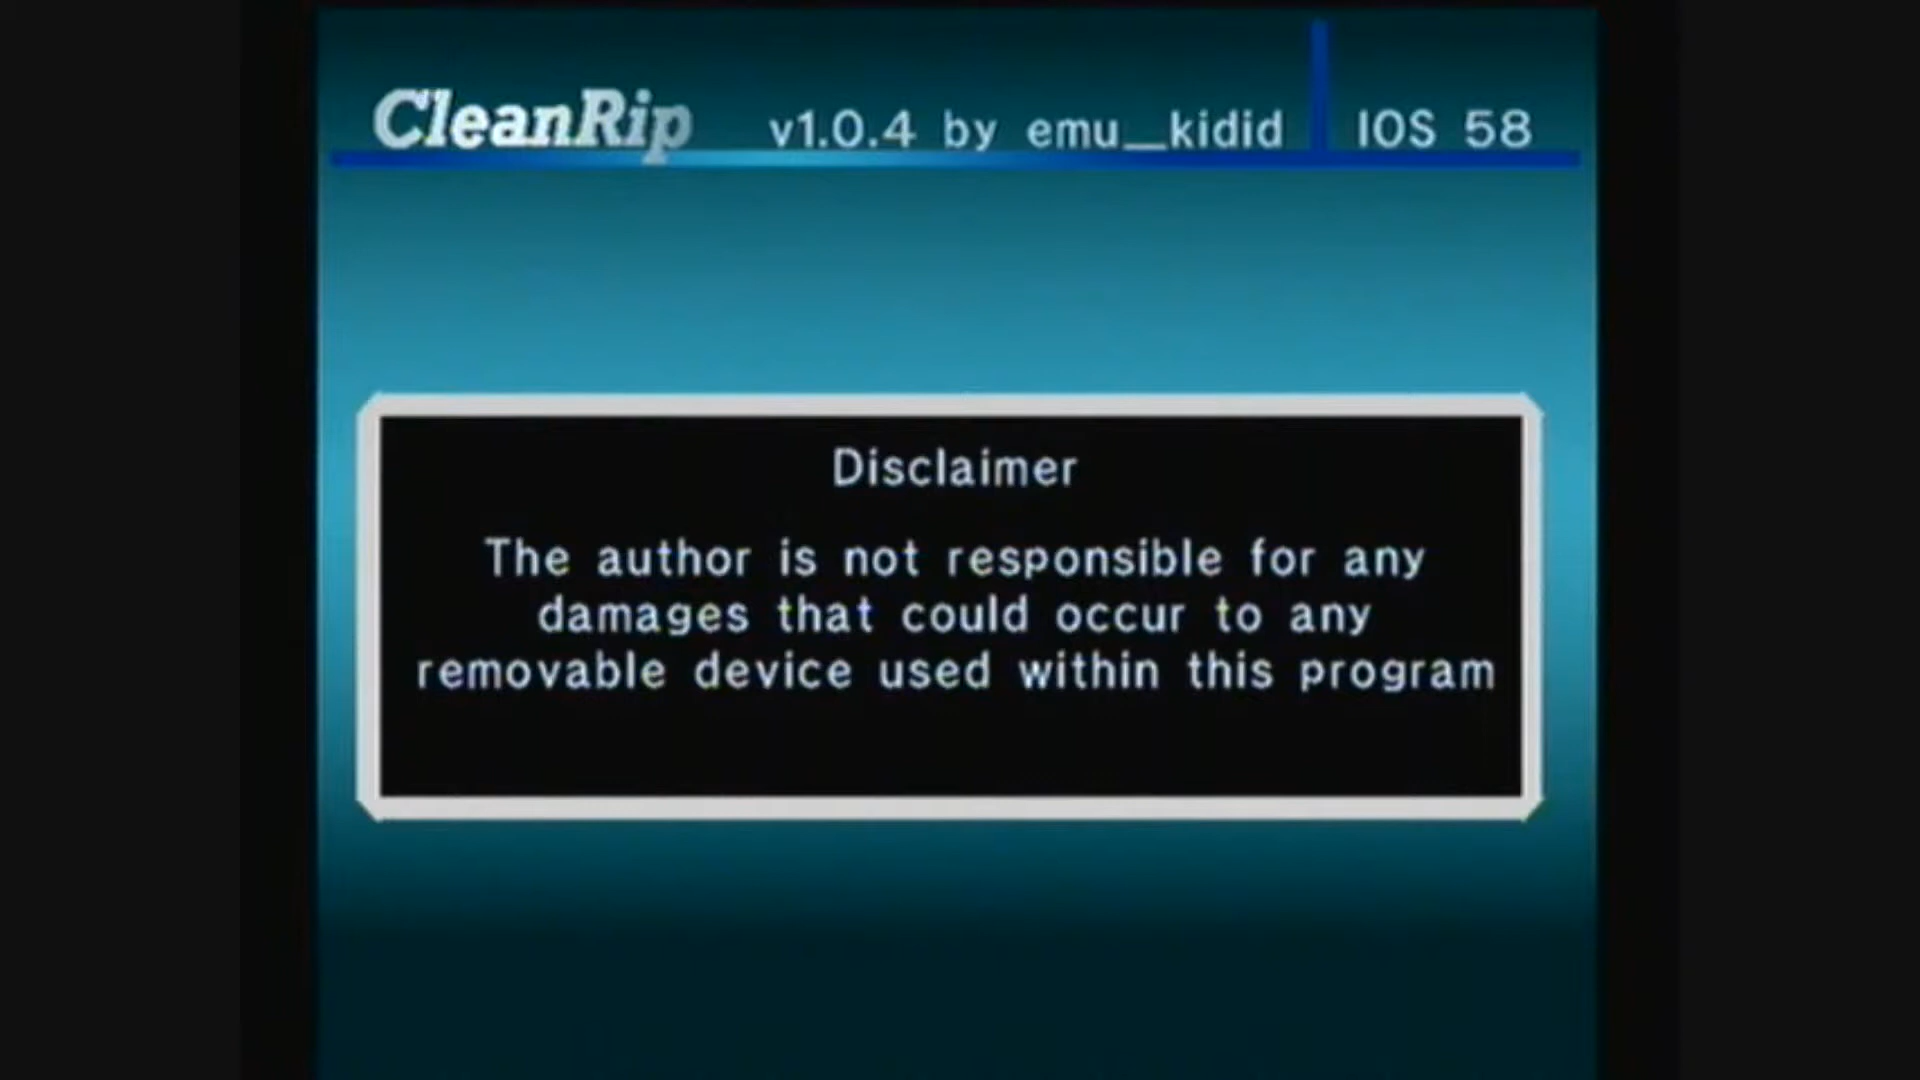 CleanRip v1.0.4 by emu_kidid IOS 58
Disclaimer
The author is not responsible for any
damages that could occur to any
removable device used within this program